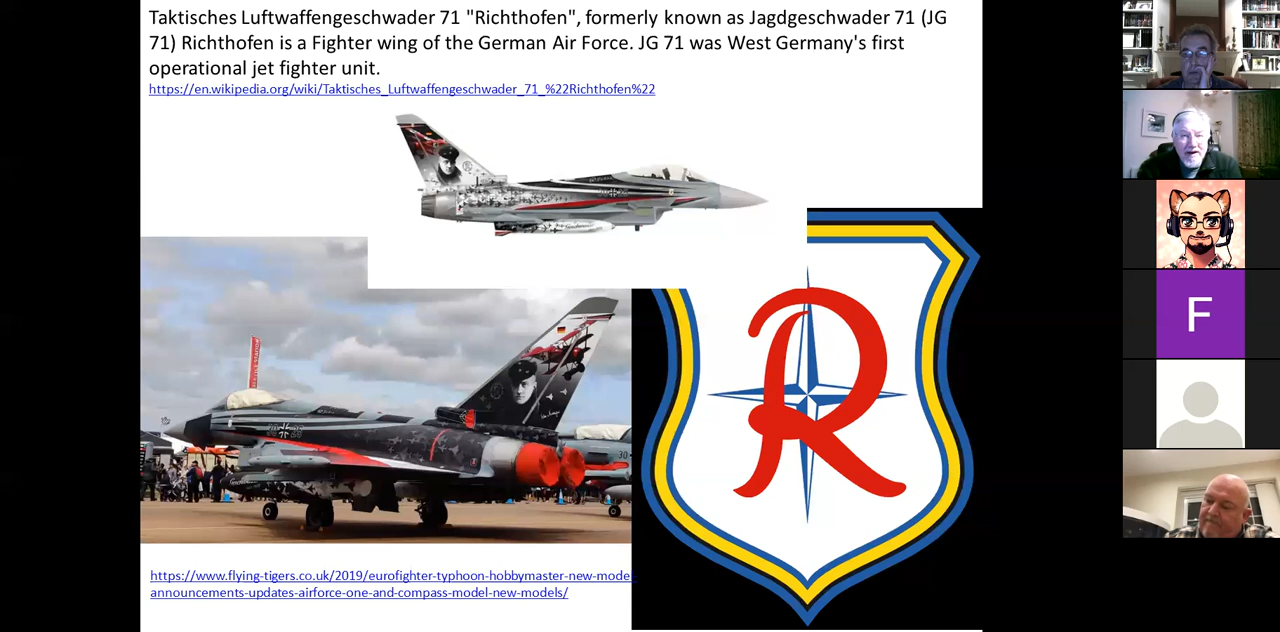 Taktisches Luftwaffengeschwader 71 "Richthofen", formerly known as Jagdgeschwader 71 (JG
71) Richthofen is a Fighter wing of the German Air Force. JG 71 was West Germany's first
operational jet fighter unit.
https://en.wikipedia.org/wiki/Taktisches_Luftwaffengeschwader_71_%22Richthofen%22
R
F
30
https://www.flying-tigers.co.uk/2019/eurofighter-typhoon-hobbymaster-new-model-
announcements-updates-airforce-one-and-compass-model-new-models/